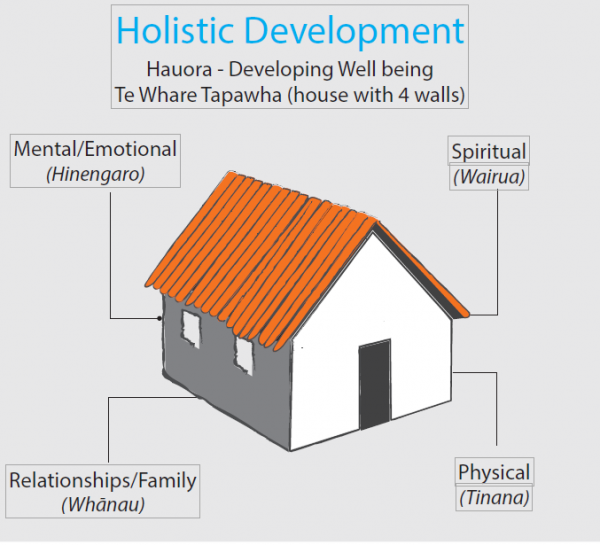 Holistic Development
Hauora - Developing Well being
Te Whare Tapawha (house with 4 walls)
Mental/Emotional
(Hinengaro)
Spiritual
(Wairua)
Relationships/Family
(Whānau)
Physical
(Tinana)